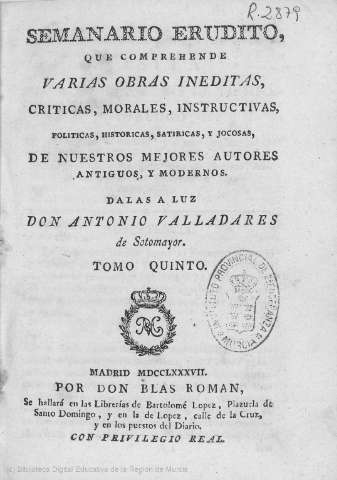 R-2879
SEMANARIO ERUDITO,
QUE COMPREHENDE
VARIAS OBRAS INEDITAS,
CRITICAS, MORALES, INSTRUCTIVAS,
POLITICAS, HISTORICAS, SATIRICAS, Y JOCOSAS,
DE NUESTROS MEJORES AUTORES
ANTIGUOS, Y MODERNOS.
DALAS A LUZ
DON ANTONIO VALLADARES
de Sotomayor.
TOMO QUINTO.
INSTITUTO PROVINCIAL DE
MADRID MDCCLXXXVII.
POR DON BLAS ROMAN,
Se hallará en las Librerías de Bartolomé Lopez, Plazuela de
Santo Domingo, y en la de Lopez, calle de la Cruz,
y en los puestos del Diario.
CON PRIVILEGIO REAL.
(c) Biblioteca Digital Educativa de la Región de Murcia